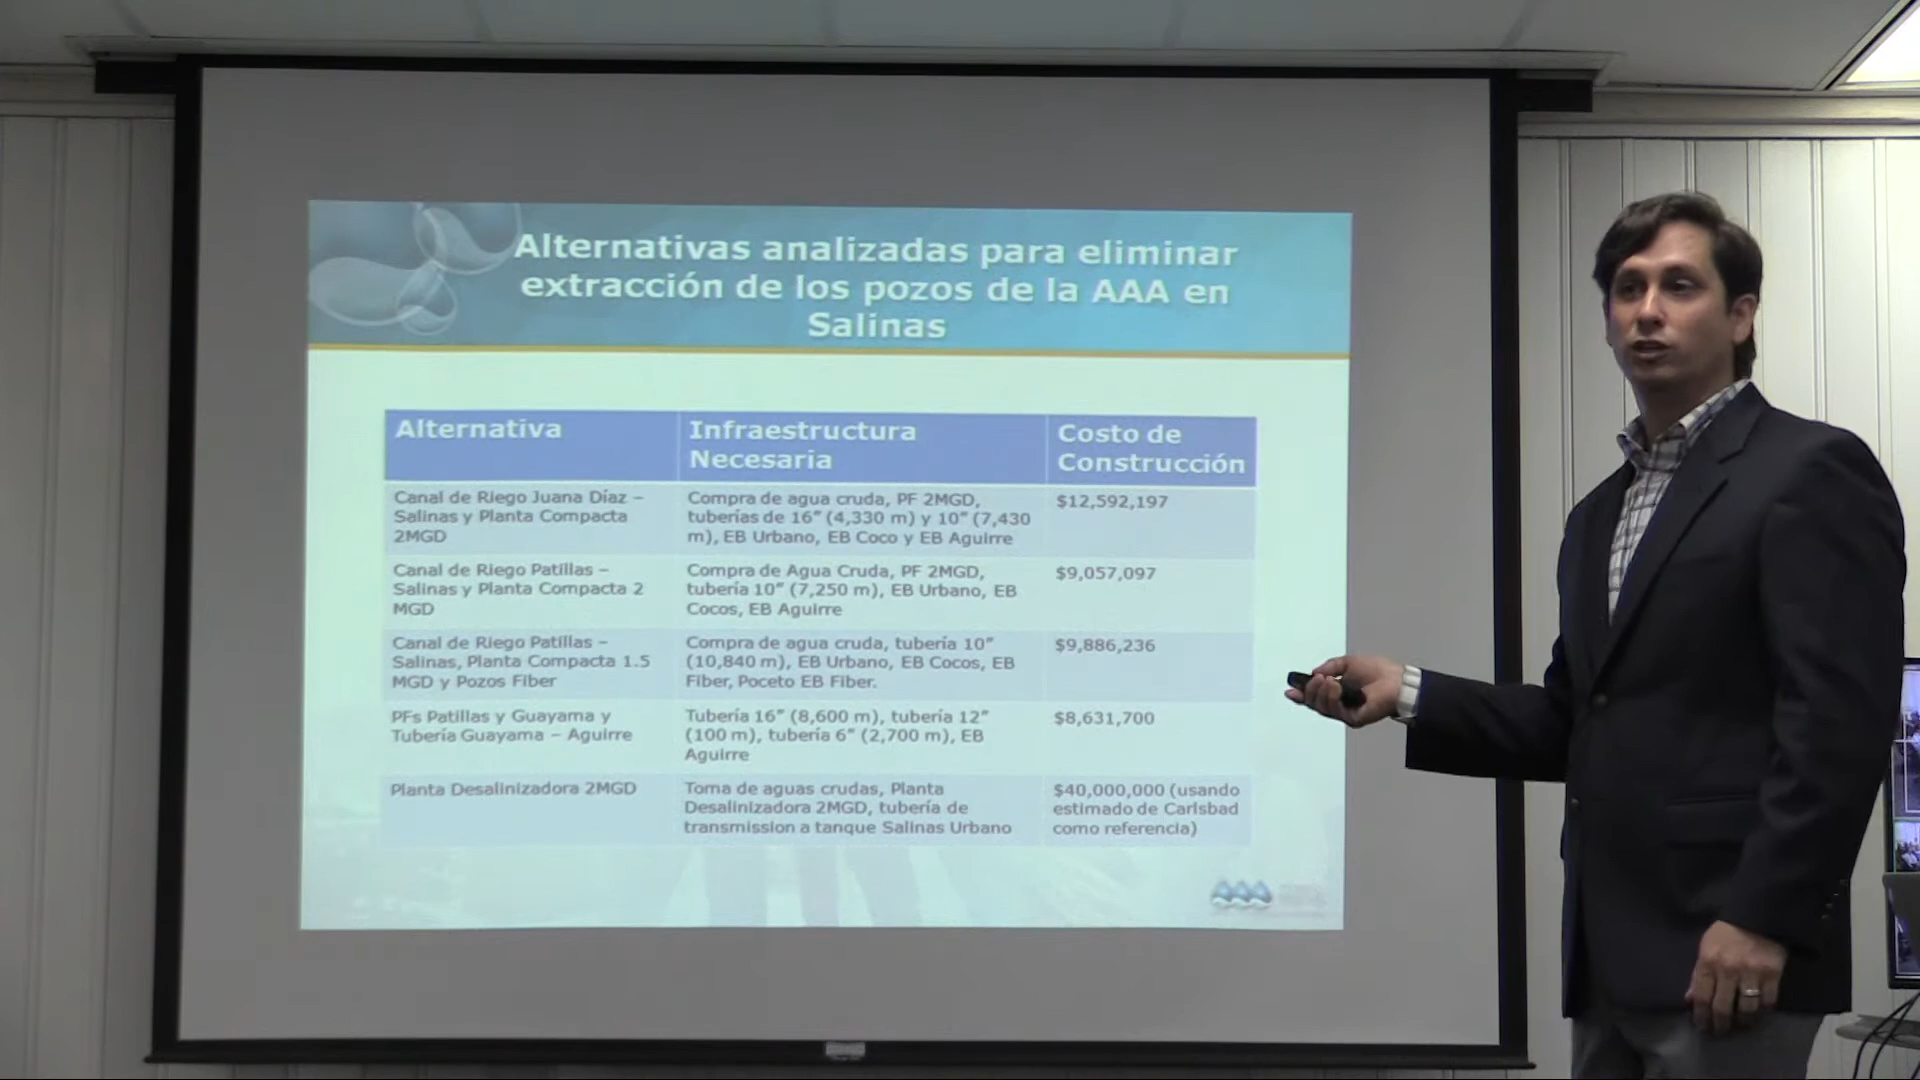 Alternativas analizadas para eliminar
extracción de los pozos de la AAA en
Salinas
Alternativa
Infraestructura
Necesaria
Costo de
Construcción
Canal de Riego Juana Díaz –
Salinas y Planta Compacta
2MGD
Compra de agua cruda, PF 2MGD,
tuberías de 16” (4,330 m) y 10” (7,430
m), EB Urbano, EB Coco y EB Aguirre
$12,592,197
Canal de Riego Patillas –
Salinas y Planta Compacta 2
MGD
Compra de Agua Cruda, PF 2MGD,
tubería 10” (7,250 m), EB Urbano, EB
Cocos, EB Aguirre
$9,057,097
Canal de Riego Patillas –
Salinas, Planta Compacta 1.5
MGD y Pozos Fiber
Compra de agua cruda, tubería 10”
(10,840 m), EB Urbano, EB Cocos, EB
Fiber, Poceto EB Fiber.
$9,886,236
PFs Patillas y Guayama y
Tubería Guayama – Aguirre
Tubería 16” (8,600 m), tubería 12”
(100 m), tubería 6” (2,700 m), EB
Aguirre
$8,631,700
Planta Desalinizadora 2MGD
Toma de aguas crudas, Planta
Desalinizadora 2MGD, tubería de
transmission a tanque Salinas Urbano
$40,000,000 (usando
estimado de Carlsbad
como referencia)